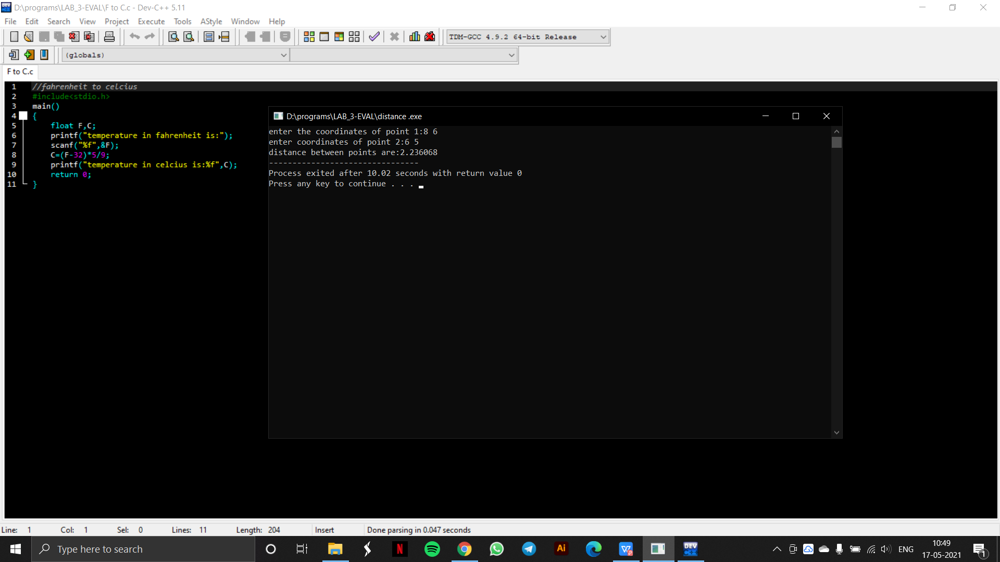 D:\programs\LAB_3-EVAL\F to C.c - Dev-C++ 5.11
File Edit Search View Project Execute Tools AStyle Window Help
TDM-GCC 4.9.2 64-bit Release
(globals)
F to C.c
1 //fahrenheit to celcius
2 #include<stdio.h>
3 main()
4 {
5 float F,C;
6 printf("temperature in fahrenheit is:");
7 scanf("%f",&F);
8 C=(F-32)*5/9;
9 printf("temperature in celcius is:%f",C);
10 return 0;
11 }
D:\programs\LAB_3-EVAL\distance .exe
enter the coordinates of point 1:8 6
enter coordinates of point 2:6 5
distance between points are:2.236068
--------------------------------
Process exited after 10.02 seconds with return value 0
Press any key to continue . . .
Line: 1 Col: 1 Sel: 0 Lines: 11 Length: 204 Insert Done parsing in 0.047 seconds
Type here to search
N
Ai
DEV
ENG
10:49
17-05-2021
1